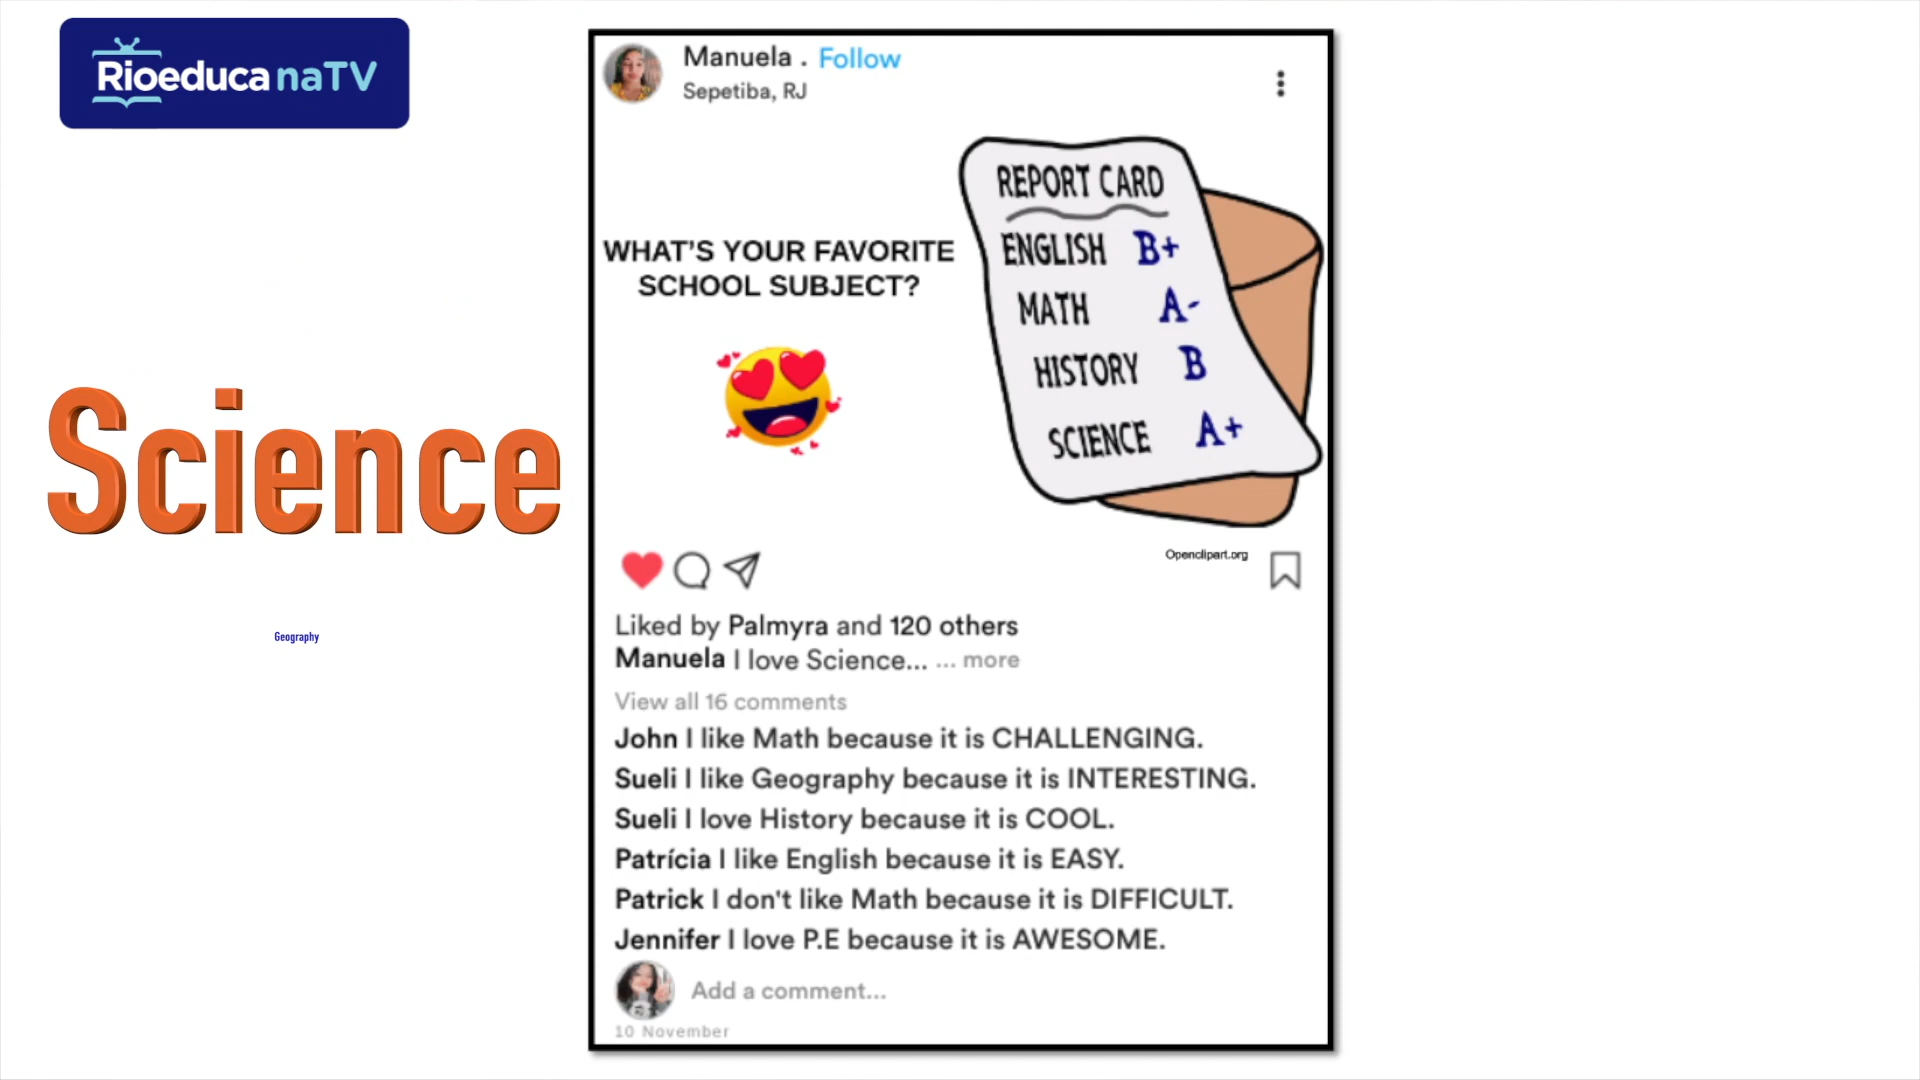 Rioeduca naTV
Science
Geography
Manuela . Follow
Sepetiba, RJ
WHAT'S YOUR FAVORITE
SCHOOL SUBJECT?
REPORT CARD
ENGLISH B+
MATH A-
HISTORY B
SCIENCE A+
Openclipart.org
Liked by Palmyra and 120 others
Manuela I love Science... ... more
View all 16 comments
John I like Math because it is CHALLENGING.
Sueli I like Geography because it is INTERESTING.
Sueli I love History because it is COOL.
Patrícia I like English because it is EASY.
Patrick I don't like Math because it is DIFFICULT.
Jennifer I love P.E because it is AWESOME.
Add a comment...
10 November